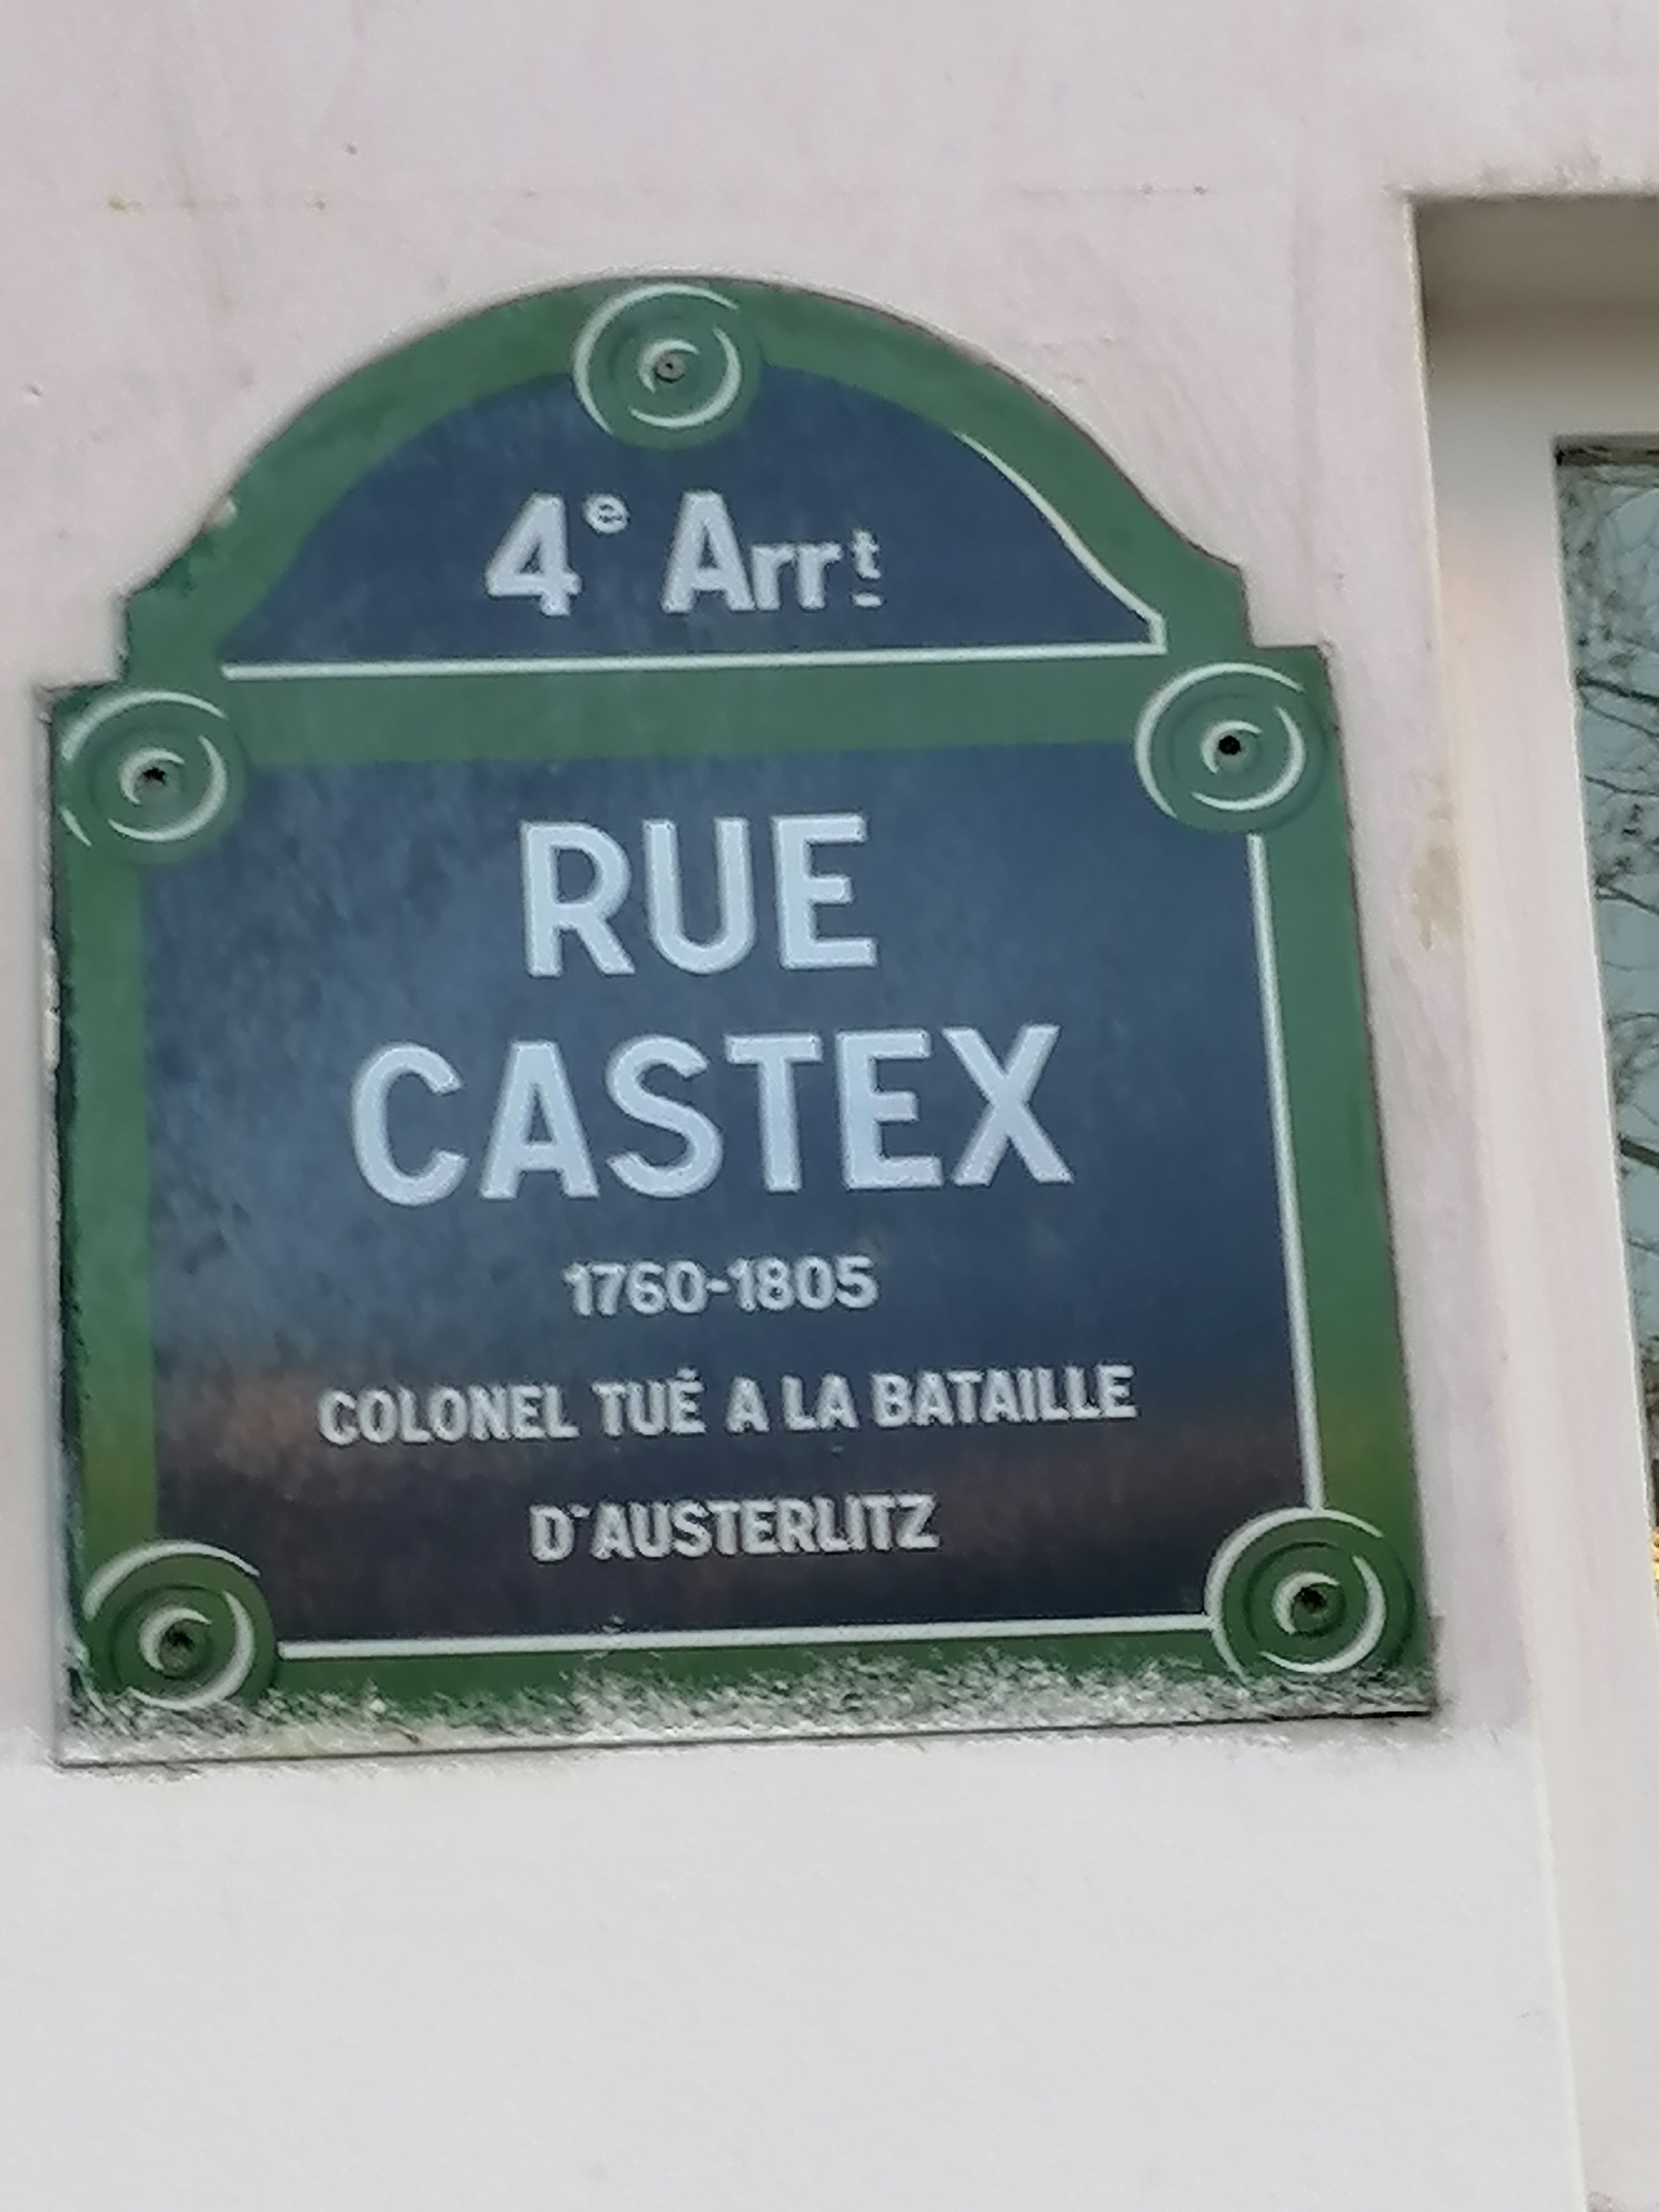 4e Arrt
RUE
CASTEX
1760-1805
COLONEL TUÉ A LA BATAILLE
D'AUSTERLITZ